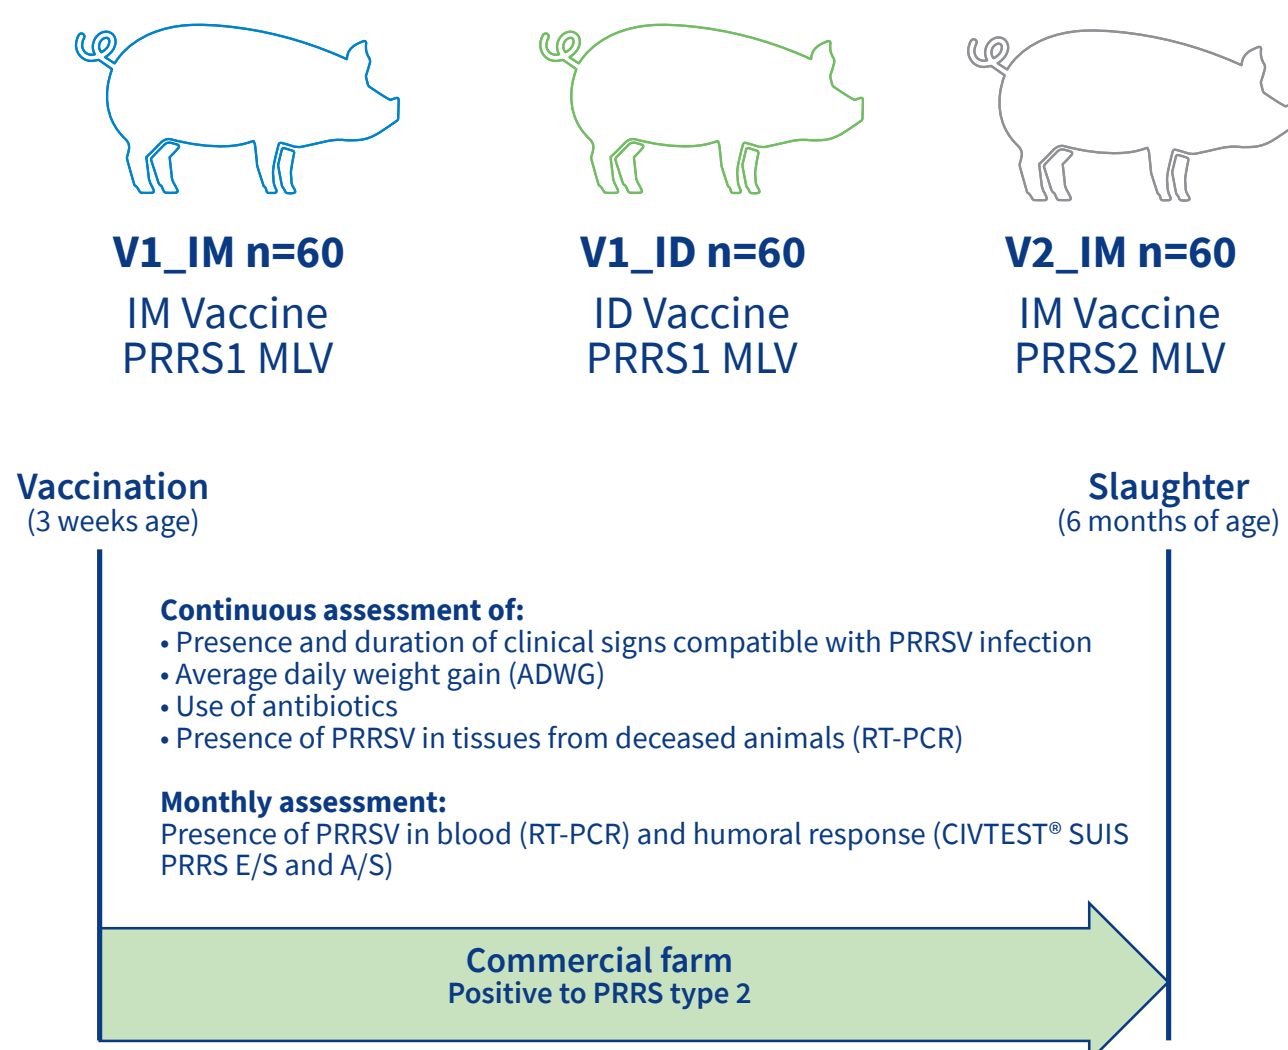 V1_IM n=60
IM Vaccine
PRRS1 MLV
V1_ID n=60
ID Vaccine
PRRS1 MLV
V2_IM n=60
IM Vaccine
PRRS2 MLV
Vaccination
(3 weeks age)
Slaughter
(6 months of age)
Continuous assessment of:
• Presence and duration of clinical signs compatible with PRRSV infection
• Average daily weight gain (ADWG)
• Use of antibiotics
• Presence of PRRSV in tissues from deceased animals (RT-PCR)
Monthly assessment:
Presence of PRRSV in blood (RT-PCR) and humoral response (CIVTEST® SUIS
PRRS E/S and A/S)
Commercial farm
Positive to PRRS type 2